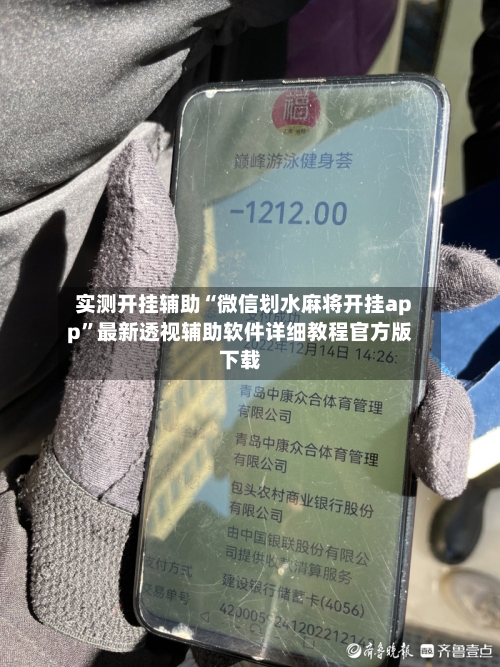 福
巅峰游泳健身荟
-1212.00
实测开挂辅助“微信划水麻将开挂ap
p”最新透视辅助软件详细教程官方版
下载
2022年12月14日 14:26:
青岛中康众合体育管理
有限公司
青岛中康众合体育管理
有限公司
包头农村商业银行股份
有限公司
由中国银联股份有限公
司提供收款清算服务
支付方式
建设银行储蓄卡(4056)
交易单号
齐鲁晚报
齐鲁壹点